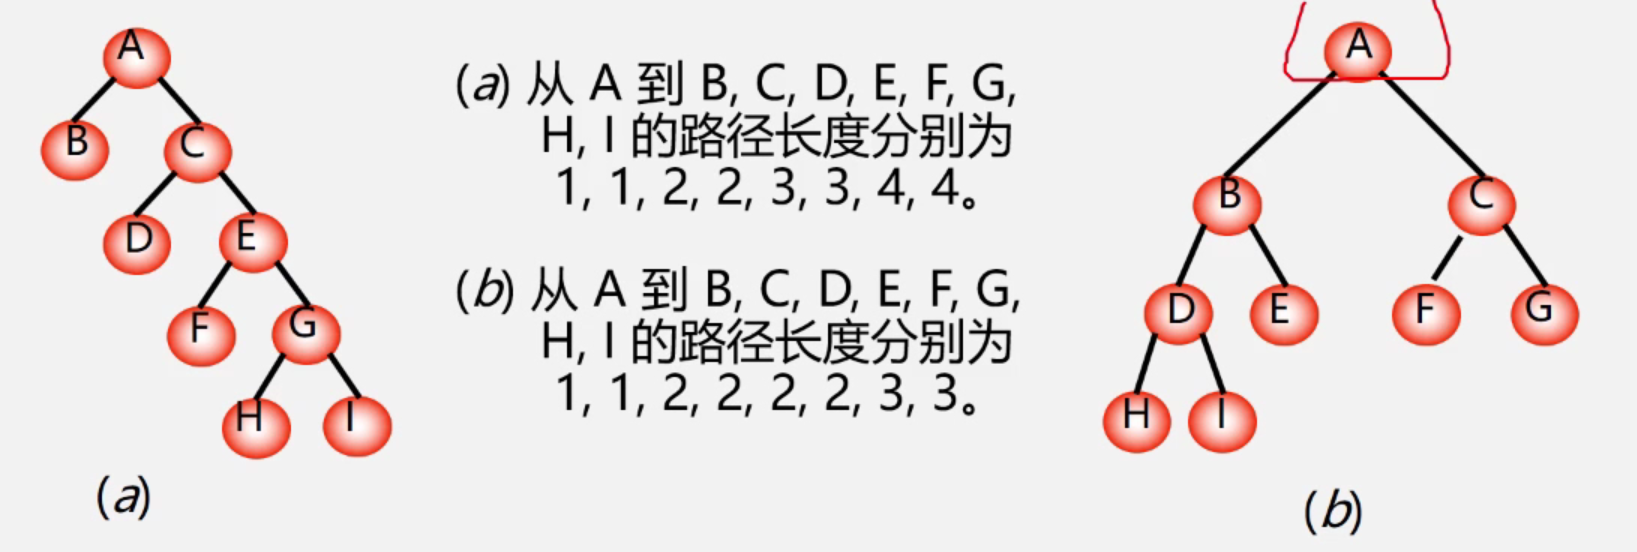 A
B
C
D
E
F
G
H
I
(a)
(a) 从 A 到 B, C, D, E, F, G,
H, I 的路径长度分别为
1, 1, 2, 2, 3, 3, 4, 4。
(b) 从 A 到 B, C, D, E, F, G,
H, I 的路径长度分别为
1, 1, 2, 2, 2, 2, 3, 3。
A
B C
D E F G
H I
(b)